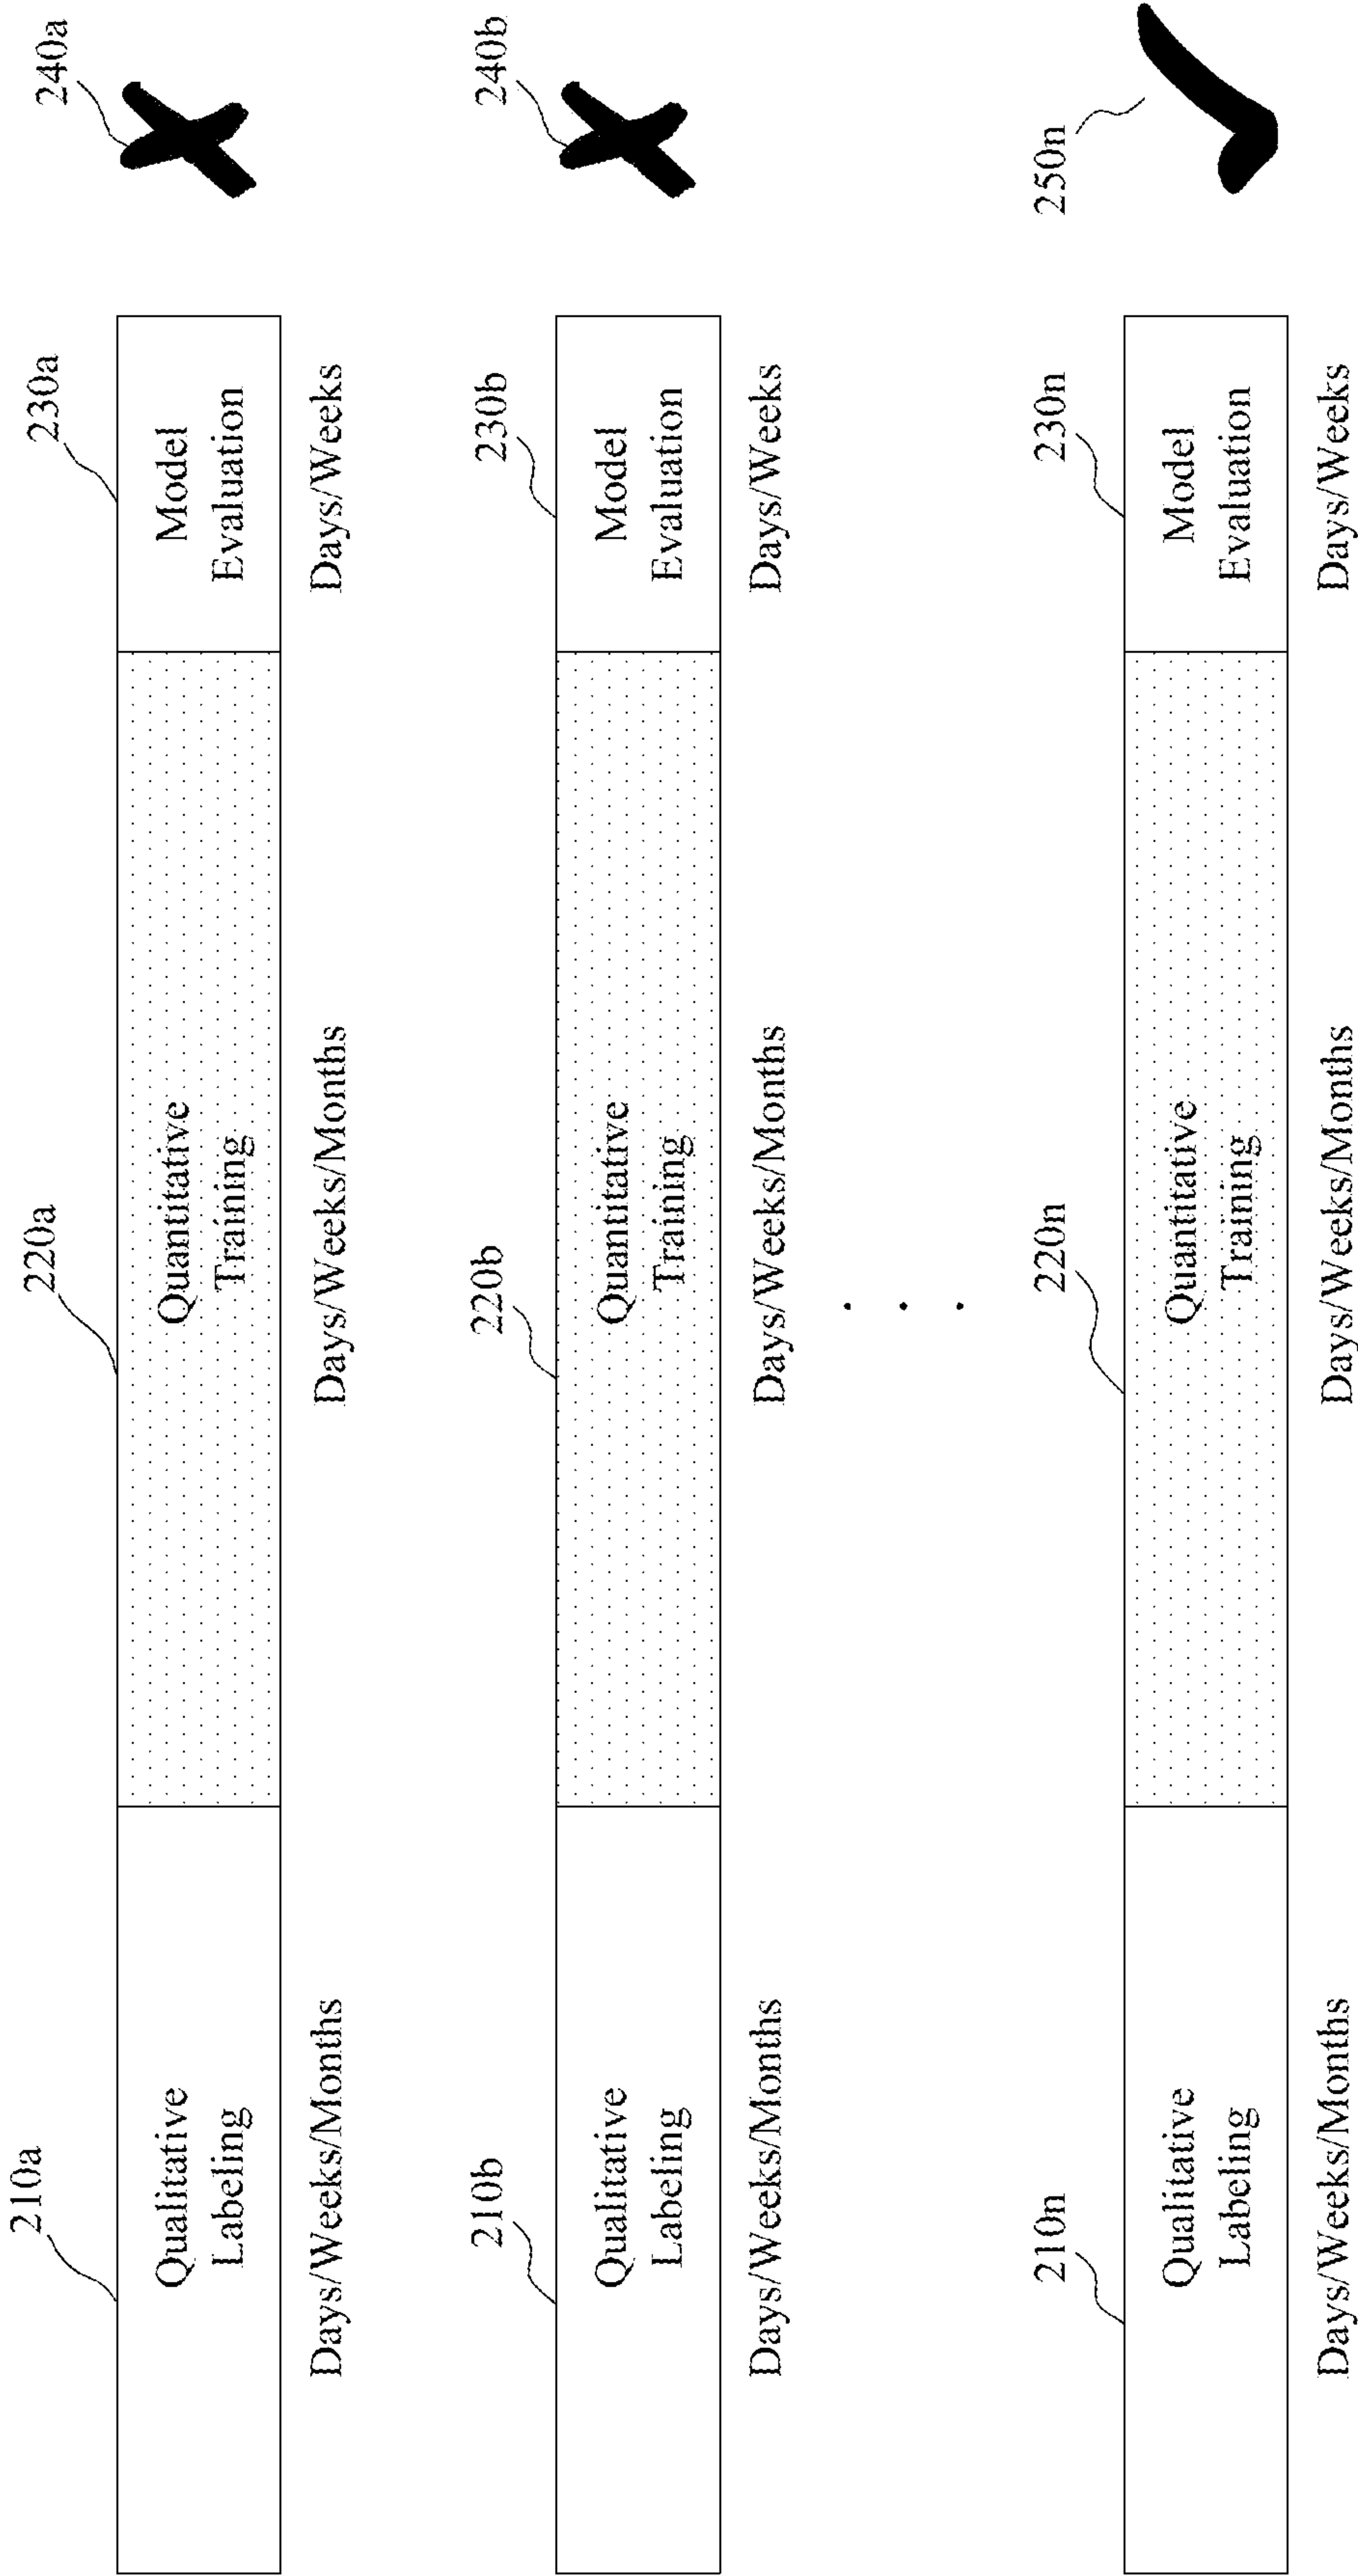 210a
220a
230a
240a
Qualitative
Labeling
Quantitative
Training
Model
Evaluation
Days/Weeks/Months
Days/Weeks/Months
Days/Weeks
210b
220b
230b
240b
Qualitative
Labeling
Quantitative
Training
Model
Evaluation
Days/Weeks/Months
Days/Weeks/Months
Days/Weeks
210n
220n
230n
250n
Qualitative
Labeling
Quantitative
Training
Model
Evaluation
Days/Weeks/Months
Days/Weeks/Months
Days/Weeks